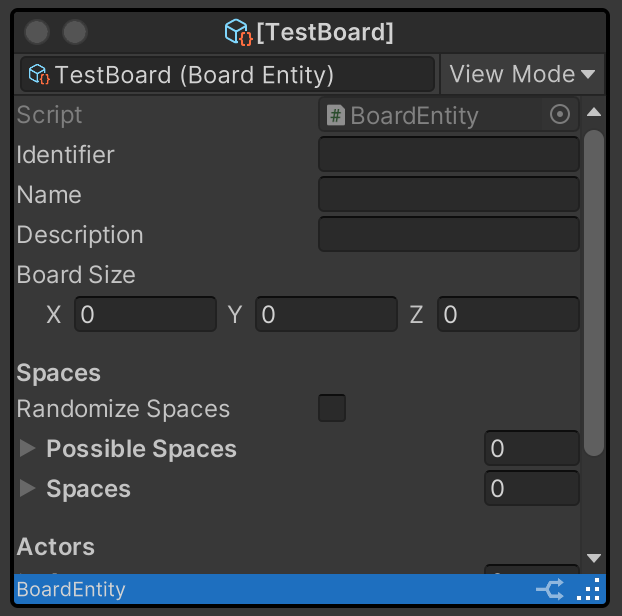 [TestBoard]
TestBoard (Board Entity) View Mode
Script BoardEntity
Identifier
Name
Description
Board Size
X 0 Y 0 Z 0
Spaces
Randomize Spaces
Possible Spaces 0
Spaces 0
Actors
BoardEntity